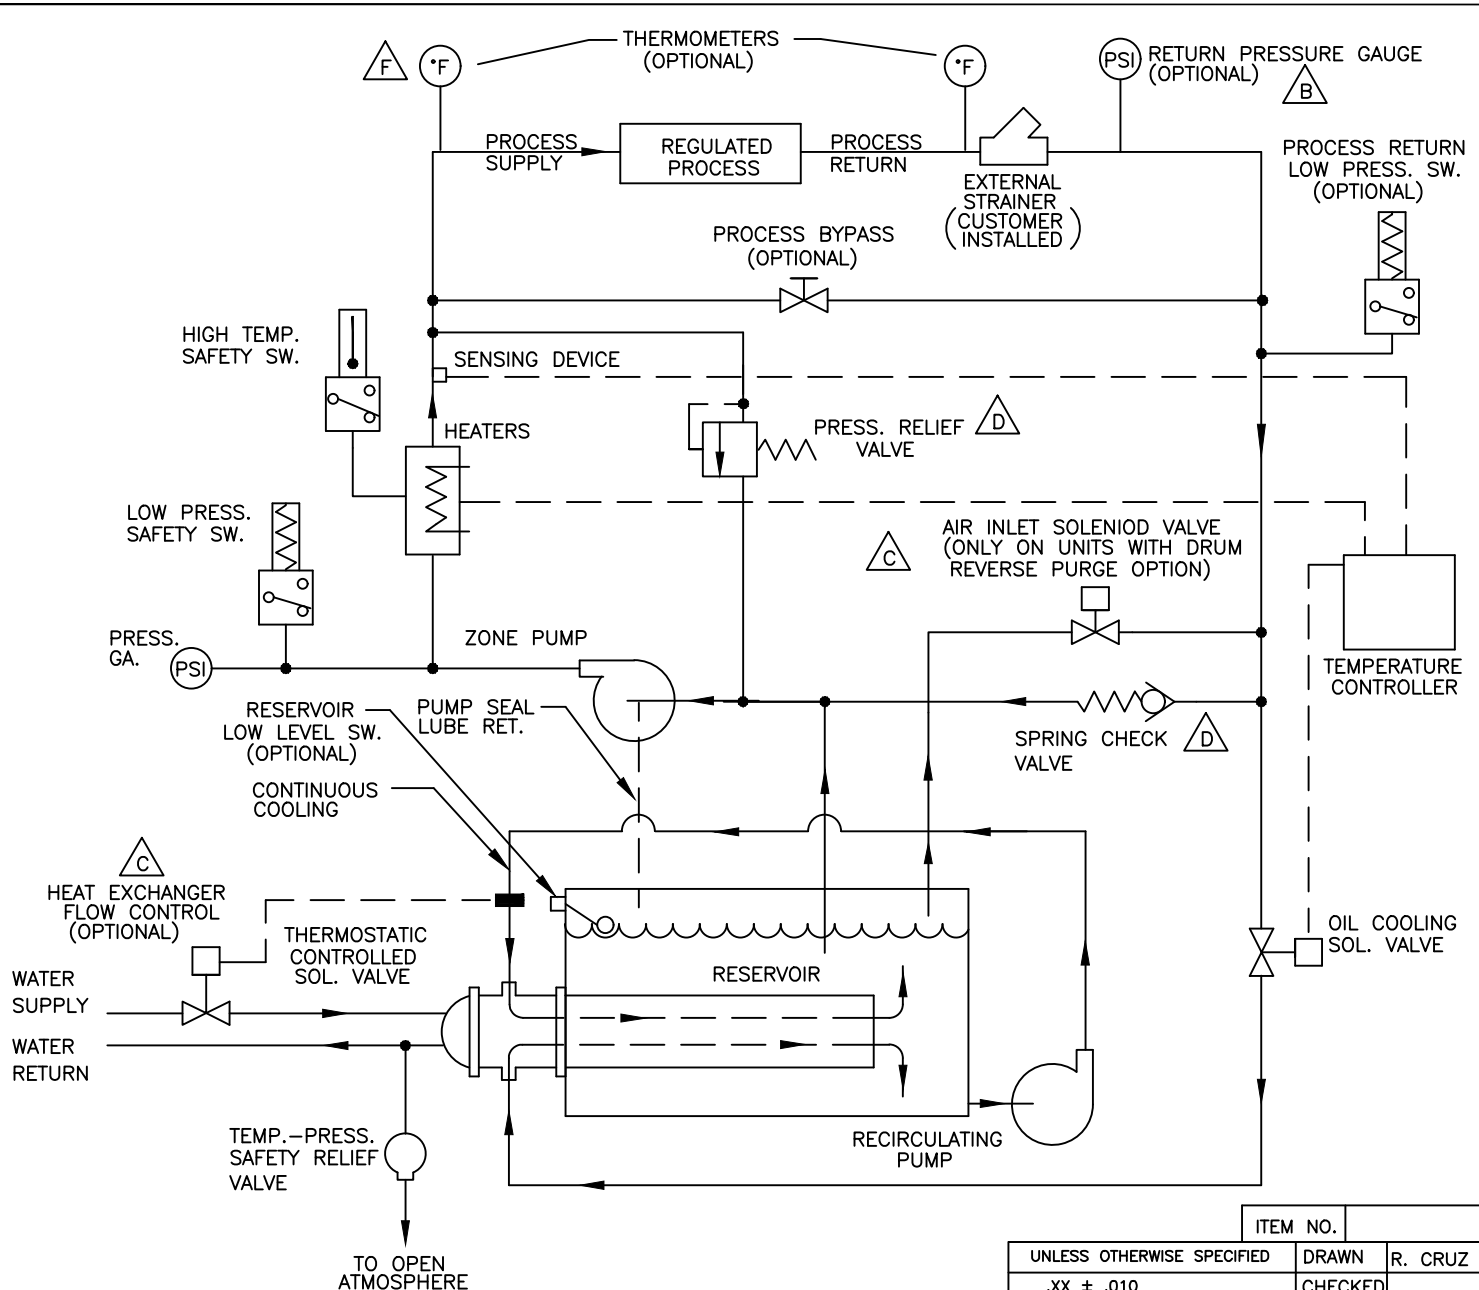 THERMOMETERS
(OPTIONAL)
F
°F
°F
PSI
RETURN PRESSURE GAUGE
(OPTIONAL)
B
PROCESS
SUPPLY
REGULATED
PROCESS
PROCESS
RETURN
EXTERNAL
STRAINER
(CUSTOMER
INSTALLED)
PROCESS RETURN
LOW PRESS. SW.
(OPTIONAL)
PROCESS BYPASS
(OPTIONAL)
HIGH TEMP.
SAFETY SW.
SENSING DEVICE
HEATERS
PRESS. RELIEF
VALVE
D
LOW PRESS.
SAFETY SW.
C
AIR INLET SOLENIOD VALVE
(ONLY ON UNITS WITH DRUM
REVERSE PURGE OPTION)
PRESS.
GA.
PSI
ZONE PUMP
TEMPERATURE
CONTROLLER
RESERVOIR
LOW LEVEL SW.
(OPTIONAL)
PUMP SEAL
LUBE RET.
SPRING CHECK
VALVE
D
CONTINUOUS
COOLING
C
HEAT EXCHANGER
FLOW CONTROL
(OPTIONAL)
THERMOSTATIC
CONTROLLED
SOL. VALVE
OIL COOLING
SOL. VALVE
RESERVOIR
WATER
SUPPLY
WATER
RETURN
TEMP.-PRESS.
SAFETY RELIEF
VALVE
RECIRCULATING
PUMP
TO OPEN
ATMOSPHERE
ITEM NO.
UNLESS OTHERWISE SPECIFIED
DRAWN
R. CRUZ
.XX ± .010
CHECKED